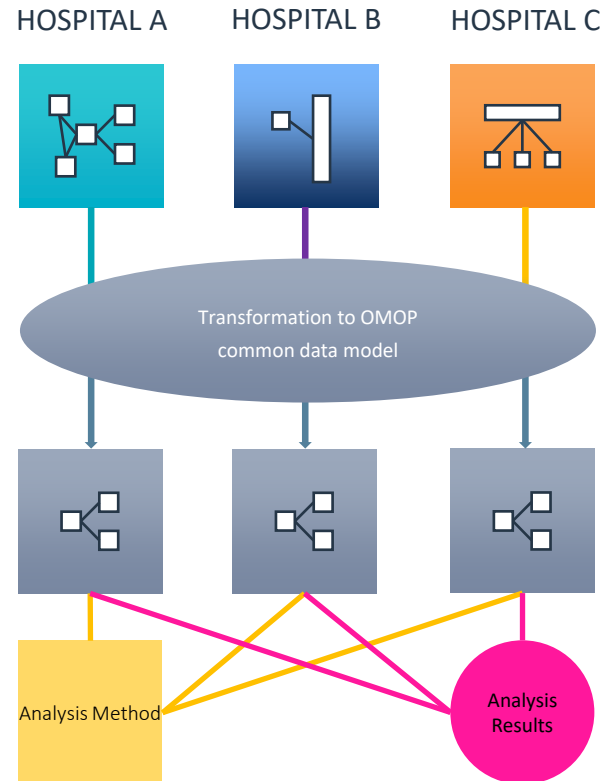 HOSPITAL A
HOSPITAL B
HOSPITAL C
Transformation to OMOP
common data model
Analysis Method
Analysis
Results